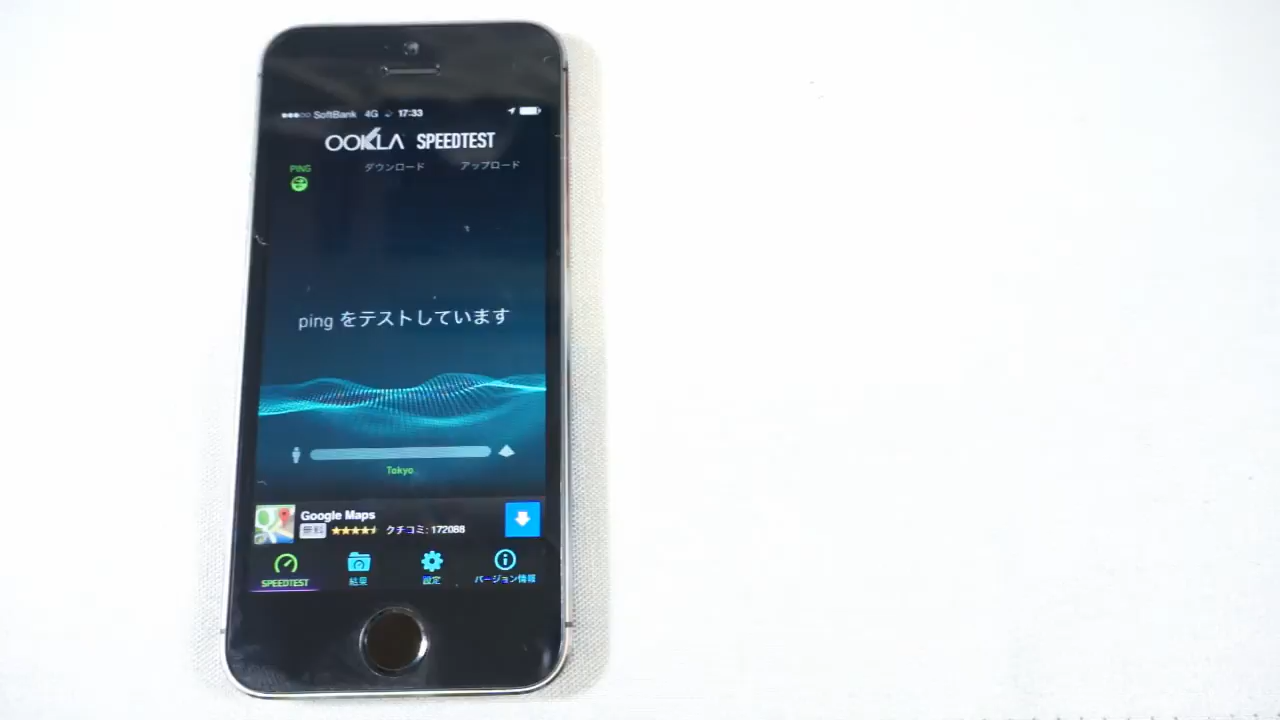 SoftBank 4G 17:33
OOKLA SPEEDTEST
PING ダウンロード アップロード
ping をテストしています
Tokyo
Google Maps
無料 クチコミ: 172088
SPEEDTEST 結果 設定 バージョン情報